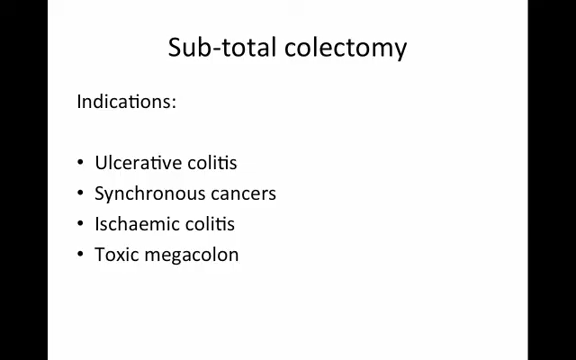 Sub-total colectomy
Indications:
• Ulcerative colitis
• Synchronous cancers
• Ischaemic colitis
• Toxic megacolon